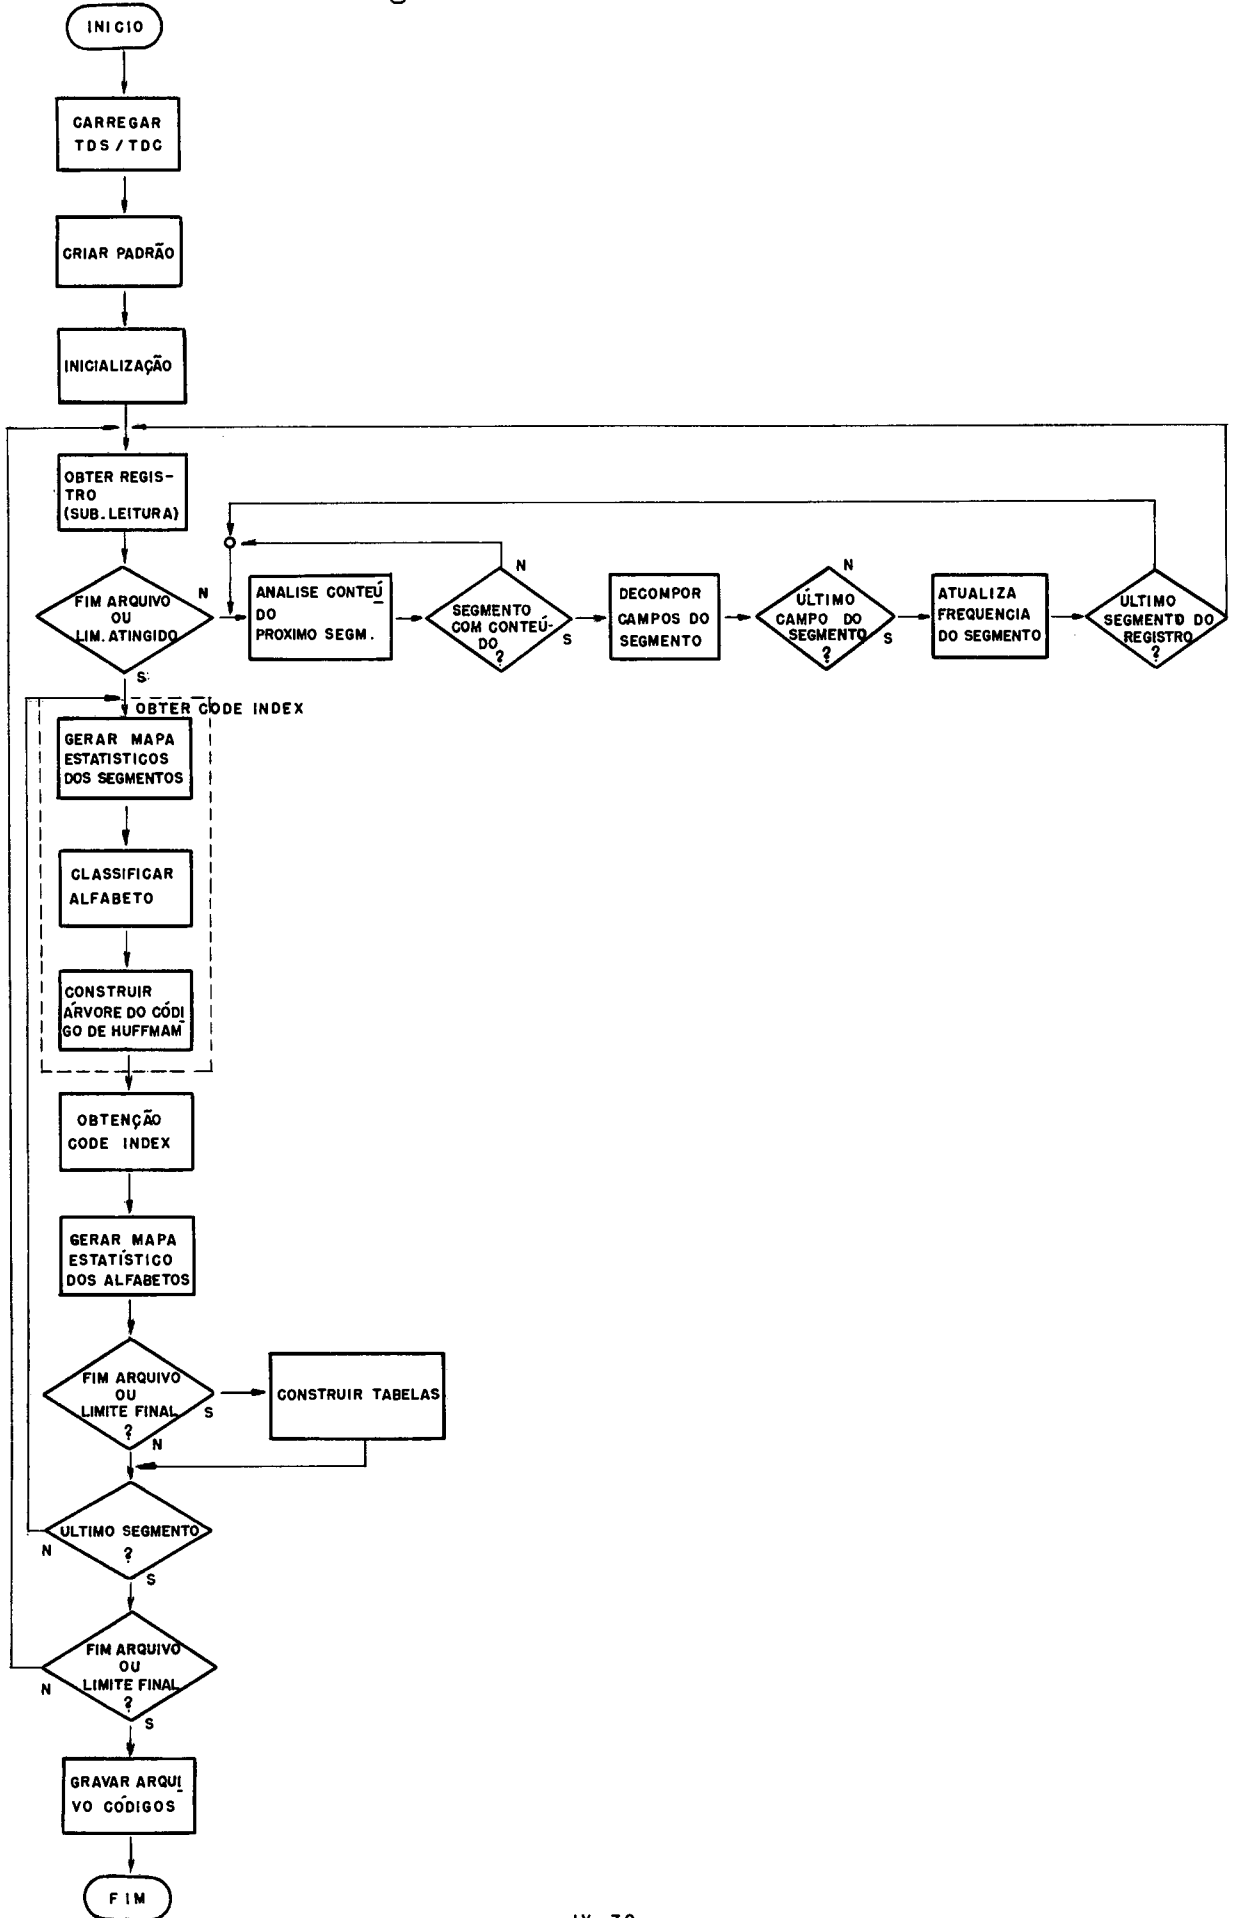 INICIO
CARREGAR
TDS / TDC
CRIAR PADRÃO
INICIALIZAÇÃO
OBTER REGIS-
TRO
(SUB. LEITURA)
FIM ARQUIVO
OU
LIM. ATINGIDO
N
S
ANALISE CONTEÚ
DO
PROXIMO SEGM.
SEGMENTO
COM CONTEÚ-
DO
?
N
S
DECOMPOR
CAMPOS DO
SEGMENTO
ÚLTIMO
CAMPO DO
SEGMENTO
?
N
S
ATUALIZA
FREQUENCIA
DO SEGMENTO
ULTIMO
SEGMENTO DO
REGISTRO
?
OBTER CODE INDEX
GERAR MAPA
ESTATISTICOS
DOS SEGMENTOS
CLASSIFICAR
ALFABETO
CONSTRUIR
ÁRVORE DO CÓDI
GO DE HUFFMAM
OBTENÇÃO
CODE INDEX
GERAR MAPA
ESTATÍSTICO
DOS ALFABETOS
FIM ARQUIVO
OU
LIMITE FINAL
?
S
N
CONSTRUIR TABELAS
ULTIMO SEGMENTO
?
N
S
FIM ARQUIVO
OU
LIMITE FINAL
?
N
S
GRAVAR ARQUI
VO CÓDIGOS
FIM